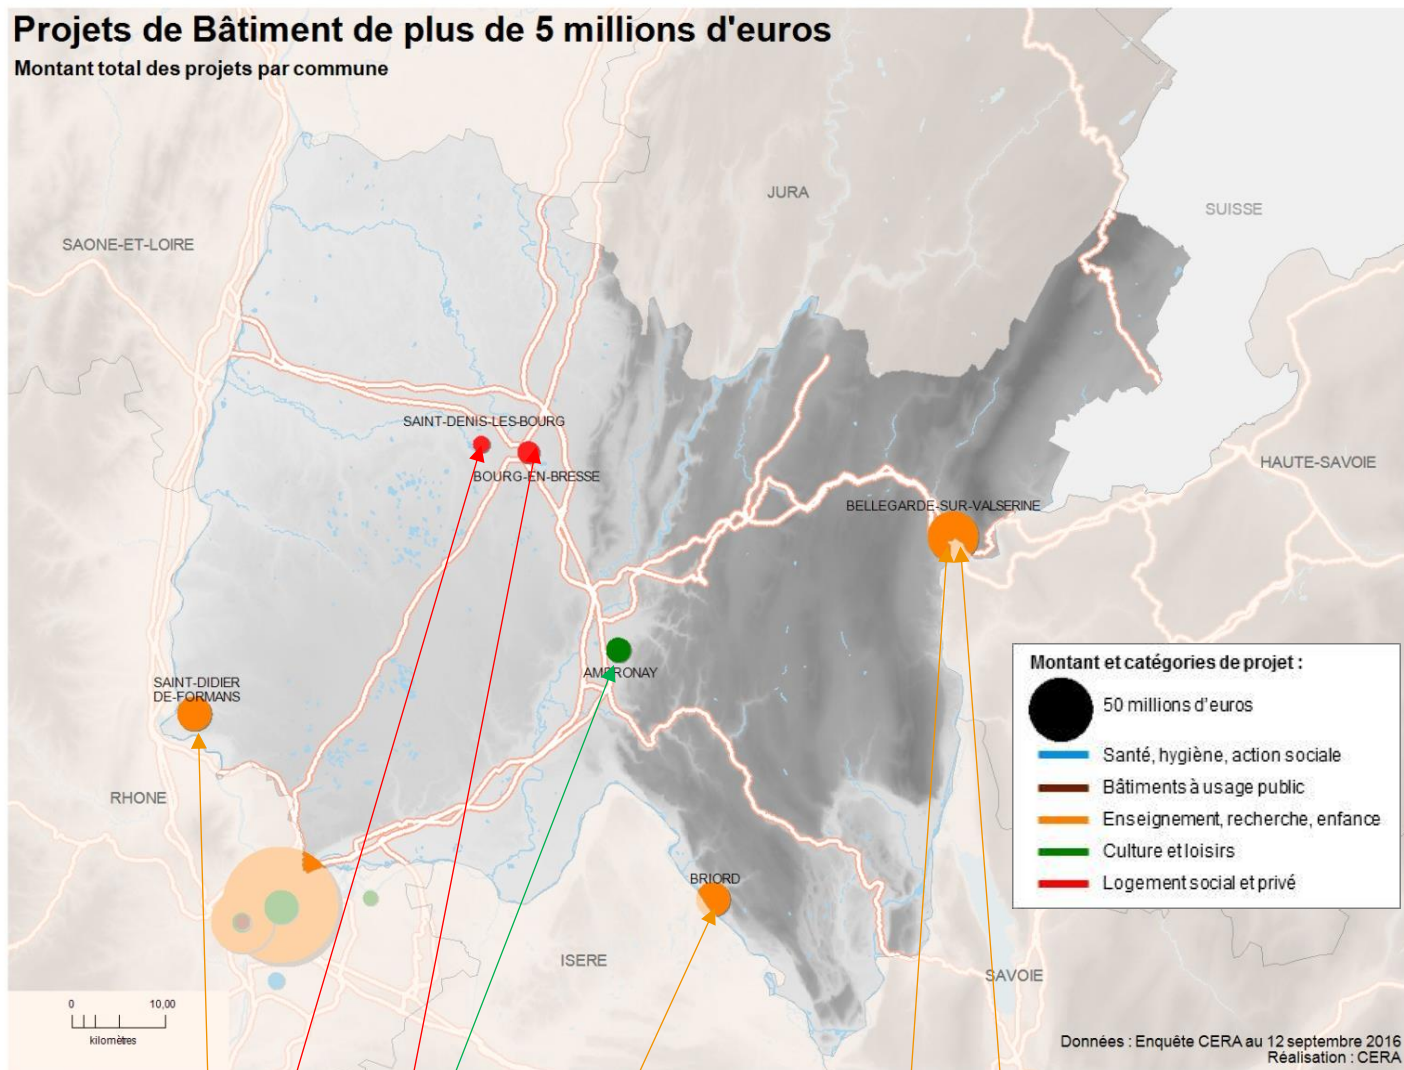 Projets de Bâtiment de plus de 5 millions d'euros
Montant total des projets par commune
JURA
SUISSE
SAONE-ET-LOIRE
SAINT-DENIS-LES-BOURG
BOURG-EN-BRESSE
HAUTE-SAVOIE
BELLEGARDE-SUR-VALSERINE
AMBRONAY
SAINT-DIDIER
DE-FORMANS
Montant et catégories de projet :
50 millions d'euros
Santé, hygiène, action sociale
Bâtiments à usage public
Enseignement, recherche, enfance
Culture et loisirs
Logement social et privé
RHONE
BRIORD
ISERE
SAVOIE
0 10,00
kilomètres
Données : Enquête CERA au 12 septembre 2016
Réalisation : CERA